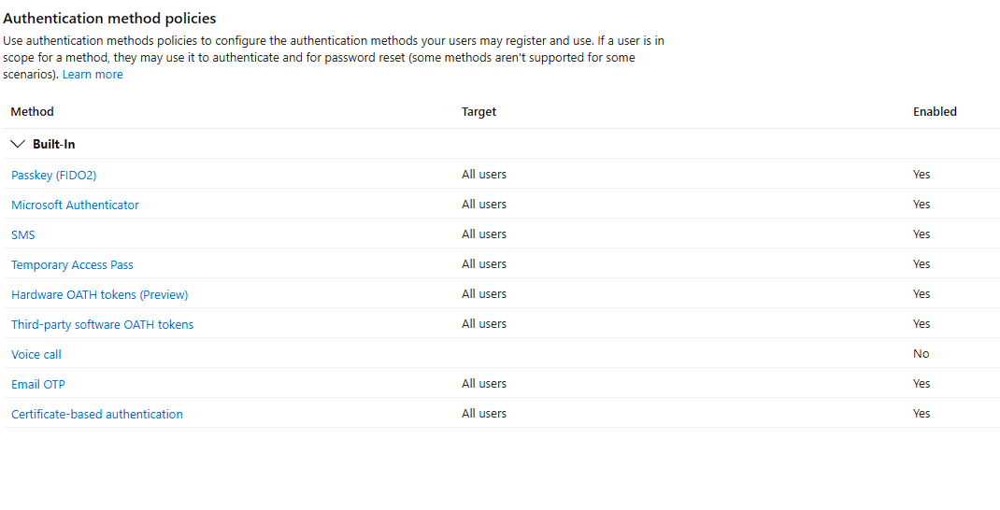 Authentication method policies
Use authentication methods policies to configure the authentication methods your users may register and use. If a user is in
scope for a method, they may use it to authenticate and for password reset (some methods aren't supported for some
scenarios). Learn more
Method Target Enabled
Built-In
Passkey (FIDO2) All users Yes
Microsoft Authenticator All users Yes
SMS All users Yes
Temporary Access Pass All users Yes
Hardware OATH tokens (Preview) All users Yes
Third-party software OATH tokens All users Yes
Voice call No
Email OTP All users Yes
Certificate-based authentication All users Yes